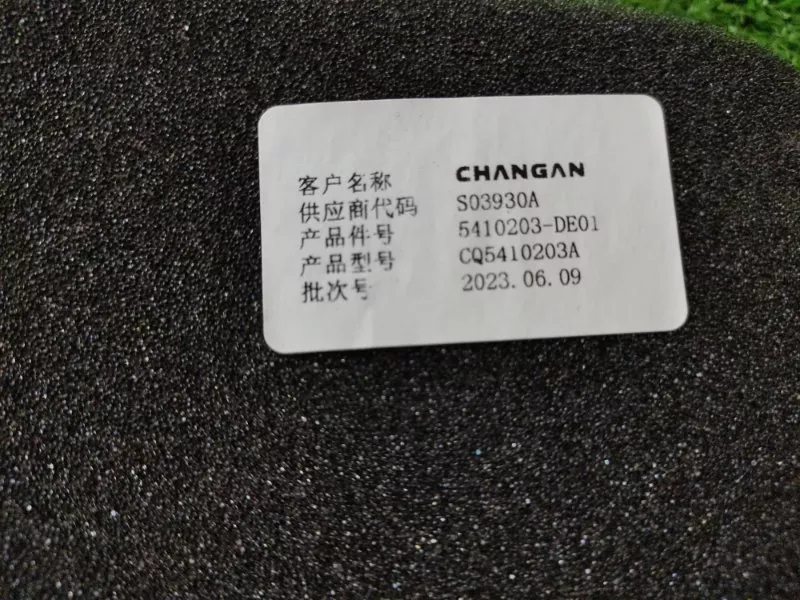 客户名称 CHANGAN
供应商代码 S03930A
产品件号 5410203-DE01
产品型号 CQ5410203A
批次号 2023.06.09